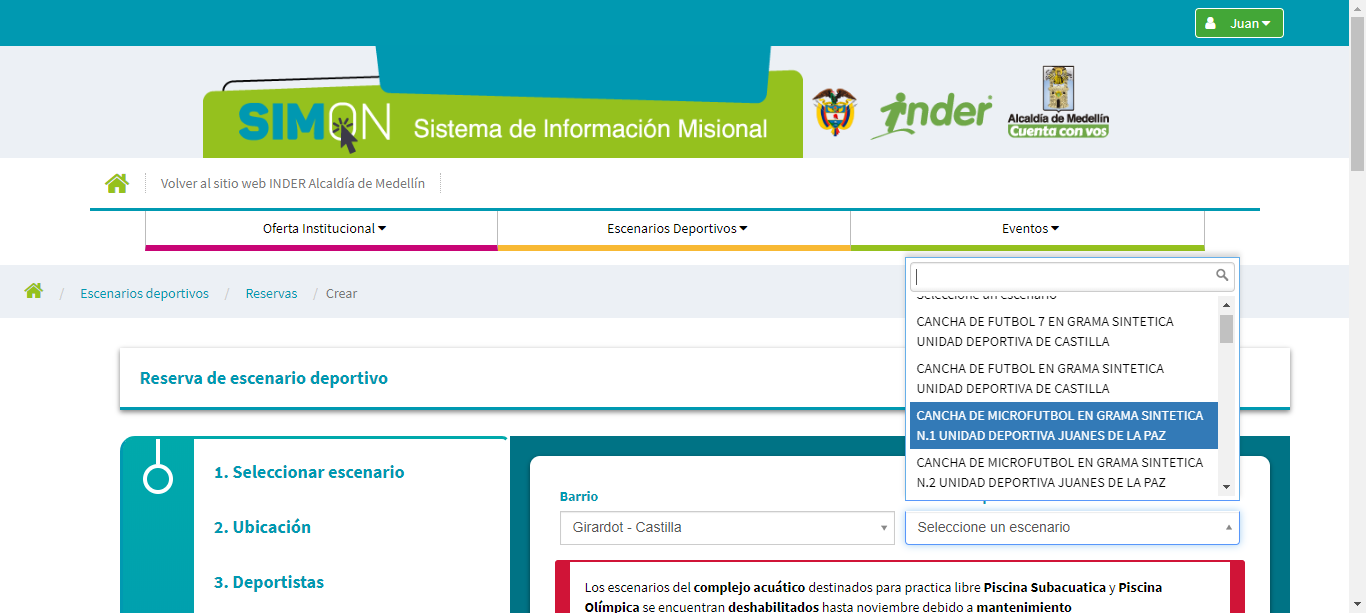 Juan
SIMON Sistema de Información Misional
inder
Alcaldía de Medellín
Cuenta con vos
Volver al sitio web INDER Alcaldía de Medellín
Oferta Institucional
Escenarios Deportivos
Eventos
/ Escenarios deportivos / Reservas / Crear
Seleccione un escenario
CANCHA DE FUTBOL 7 EN GRAMA SINTETICA
UNIDAD DEPORTIVA DE CASTILLA
CANCHA DE FUTBOL EN GRAMA SINTETICA
UNIDAD DEPORTIVA DE CASTILLA
CANCHA DE MICROFUTBOL EN GRAMA SINTETICA
N.1 UNIDAD DEPORTIVA JUANES DE LA PAZ
CANCHA DE MICROFUTBOL EN GRAMA SINTETICA
N.2 UNIDAD DEPORTIVA JUANES DE LA PAZ
Reserva de escenario deportivo
1. Seleccionar escenario
2. Ubicación
3. Deportistas
Barrio
Girardot - Castilla
Seleccione un escenario
Los escenarios del complejo acuático destinados para practica libre Piscina Subacuatica y Piscina
Olímpica se encuentran deshabilitados hasta noviembre debido a mantenimiento